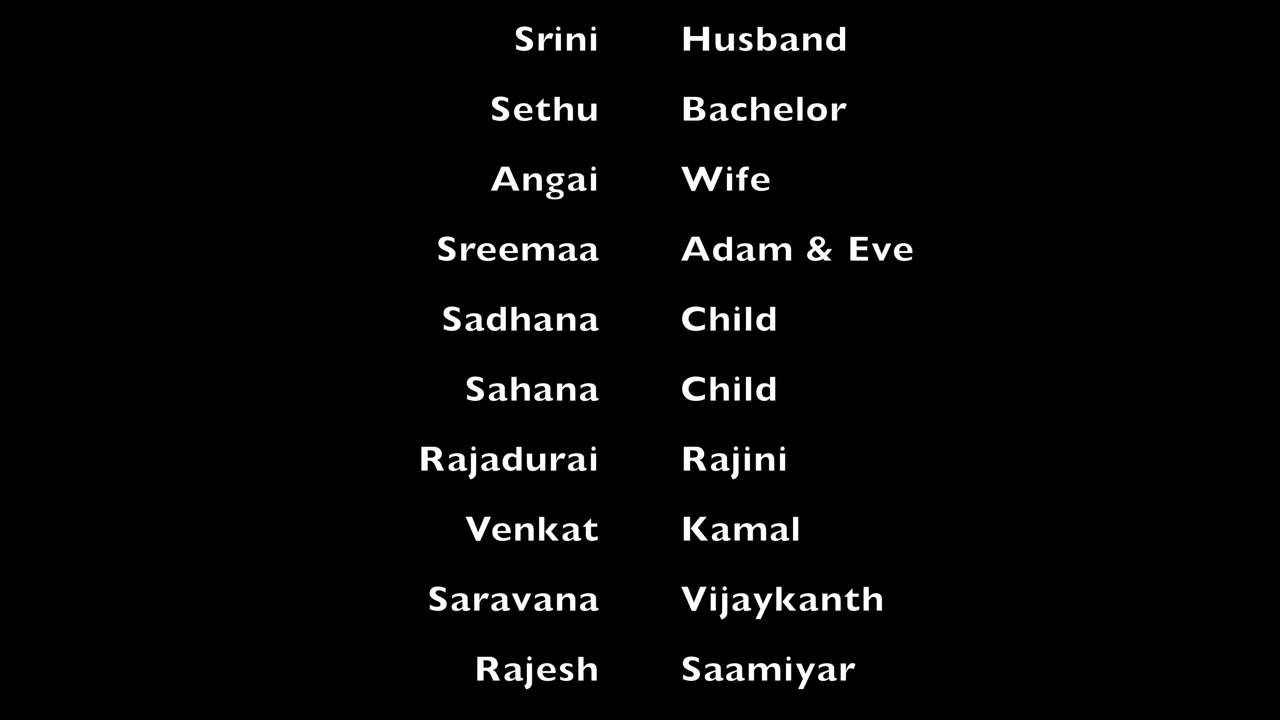 Srini Husband
Sethu Bachelor
Angai Wife
Sreemaa Adam & Eve
Sadhana Child
Sahana Child
Rajadurai Rajini
Venkat Kamal
Saravana Vijaykanth
Rajesh Saamiyar